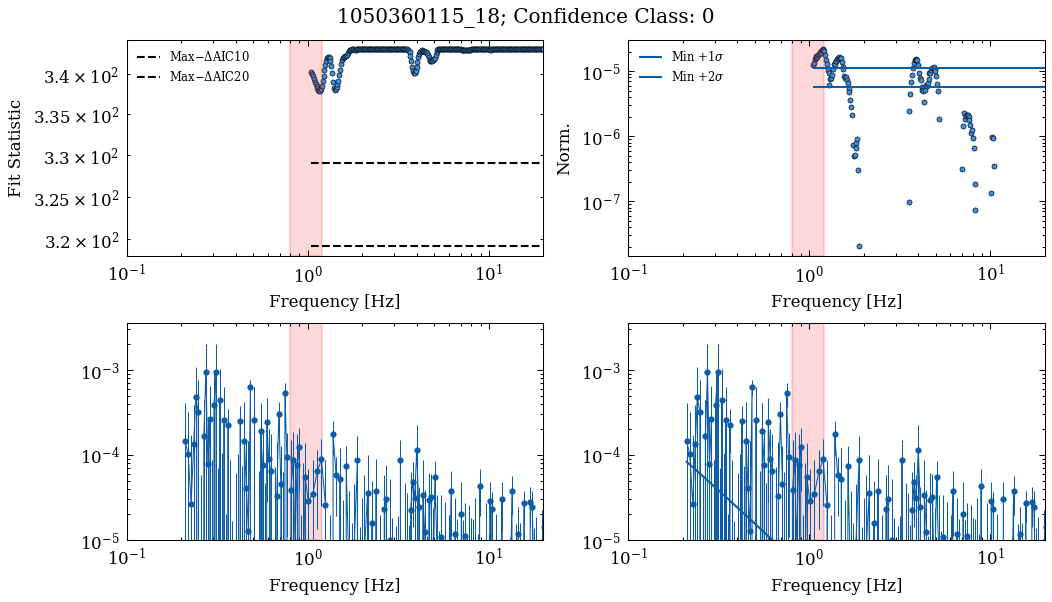 1050360115_18; Confidence Class: 0
Max−ΔAIC10
Max−ΔAIC20
Fit Statistic
3.4 × 10²
3.35 × 10²
3.3 × 10²
3.25 × 10²
3.2 × 10²
10⁻¹ 10⁰ 10¹
Frequency [Hz]
Min +1σ
Min +2σ
Norm.
10⁻⁵
10⁻⁶
10⁻⁷
10⁻¹ 10⁰ 10¹
Frequency [Hz]
10⁻³
10⁻⁴
10⁻⁵
10⁻¹ 10⁰ 10¹
Frequency [Hz]
10⁻³
10⁻⁴
10⁻⁵
10⁻¹ 10⁰ 10¹
Frequency [Hz]